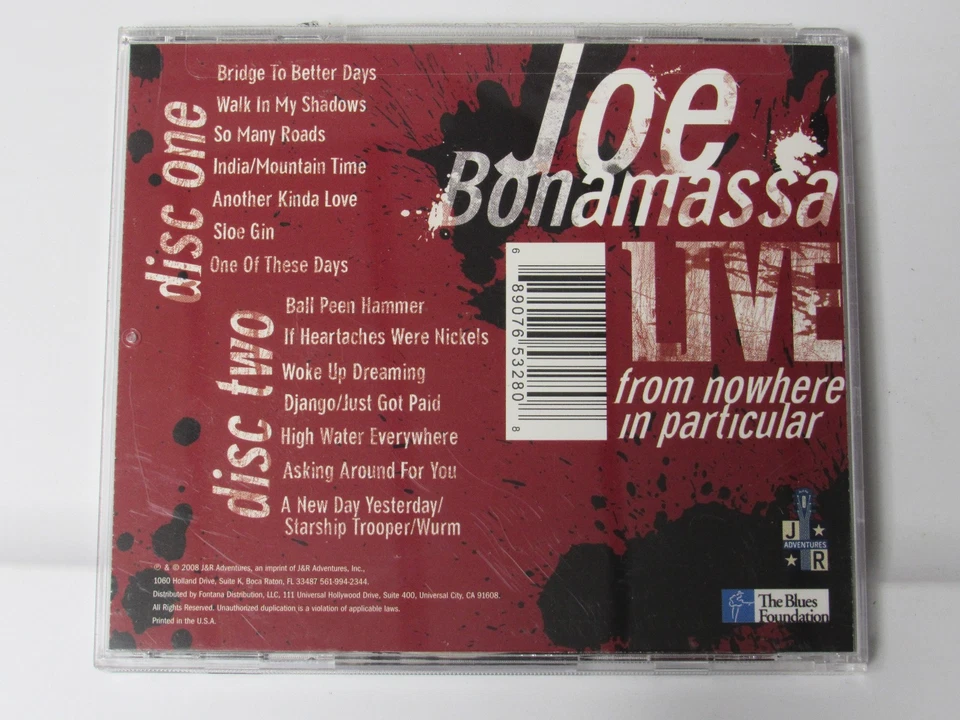 Joe
Bonamassa
LIVE
from nowhere
in particular
disc one
Bridge To Better Days
Walk In My Shadows
So Many Roads
India/Mountain Time
Another Kinda Love
Sloe Gin
One Of These Days
disc two
Ball Peen Hammer
If Heartaches Were Nickels
Woke Up Dreaming
Django/Just Got Paid
High Water Everywhere
Asking Around For You
A New Day Yesterday/
Starship Trooper/Wurm
6 89076 53280 8
℗ & © 2008 J&R Adventures, an imprint of J&R Adventures, Inc.,
1060 Holland Drive, Suite K, Boca Raton, FL 33487 561-994-2344.
Distributed by Fontana Distribution, LLC, 111 Universal Hollywood Drive, Suite 400, Universal City, CA 91608.
All Rights Reserved. Unauthorized duplication is a violation of applicable laws.
Printed in the U.S.A.
J
ADVENTURES
R
The Blues
Foundation